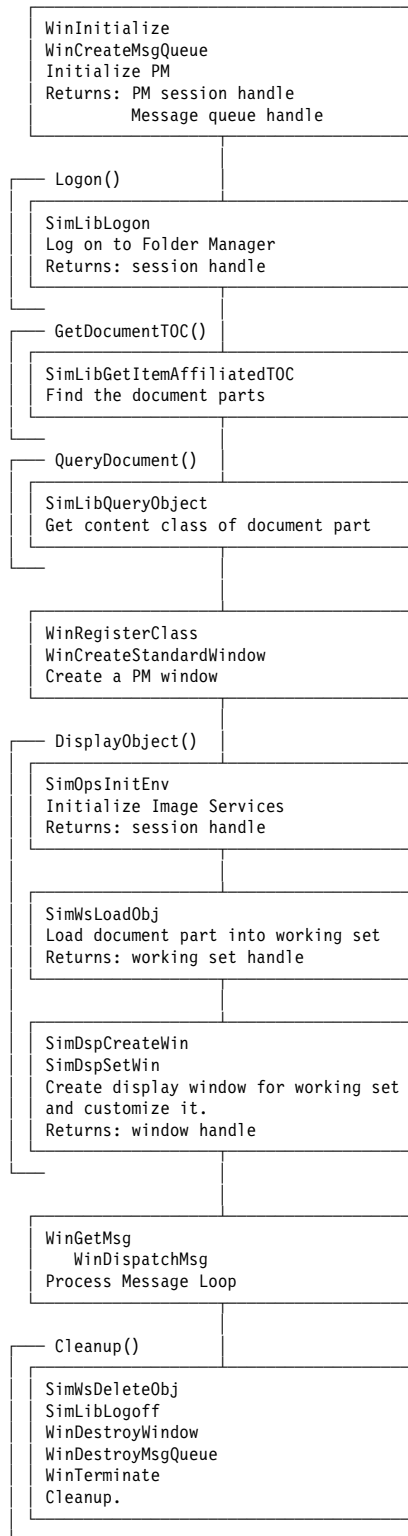 WinInitialize
WinCreateMsgQueue
Initialize PM
Returns: PM session handle
Message queue handle
Logon()
SimLibLogon
Log on to Folder Manager
Returns: session handle
GetDocumentTOC()
SimLibGetItemAffiliatedTOC
Find the document parts
QueryDocument()
SimLibQueryObject
Get content class of document part
WinRegisterClass
WinCreateStandardWindow
Create a PM window
DisplayObject()
SimOpsInitEnv
Initialize Image Services
Returns: session handle
SimWsLoadObj
Load document part into working set
Returns: working set handle
SimDspCreateWin
SimDspSetWin
Create display window for working set
and customize it.
Returns: window handle
WinGetMsg
WinDispatchMsg
Process Message Loop
Cleanup()
SimWsDeleteObj
SimLibLogoff
WinDestroyWindow
WinDestroyMsgQueue
WinTerminate
Cleanup.